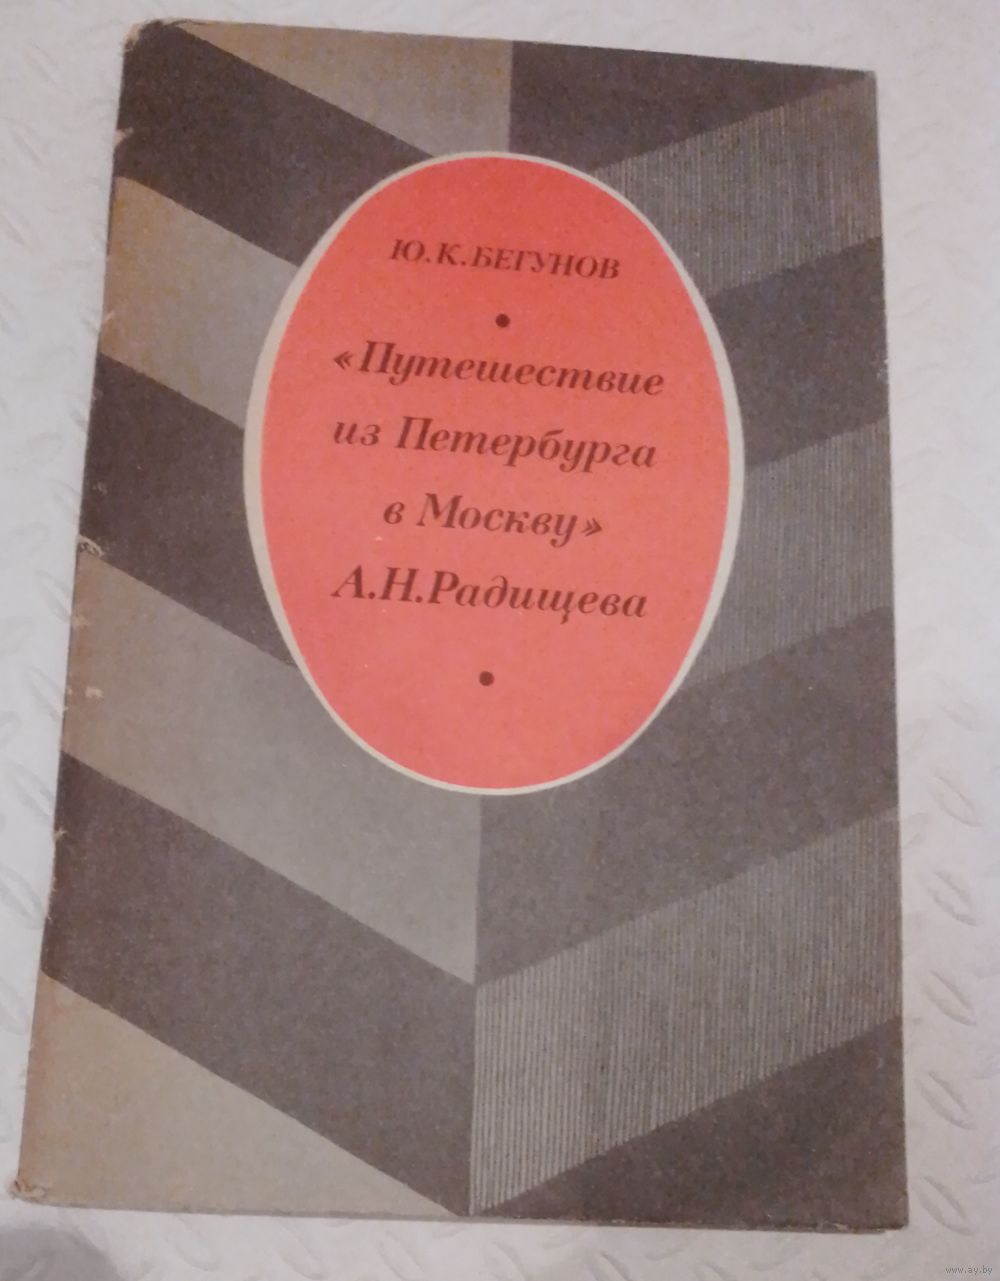 Ю.К.БЕГУНОВ
«Путешествие
из Петербурга
в Москву»
А.Н.Радищева
www.ay.by